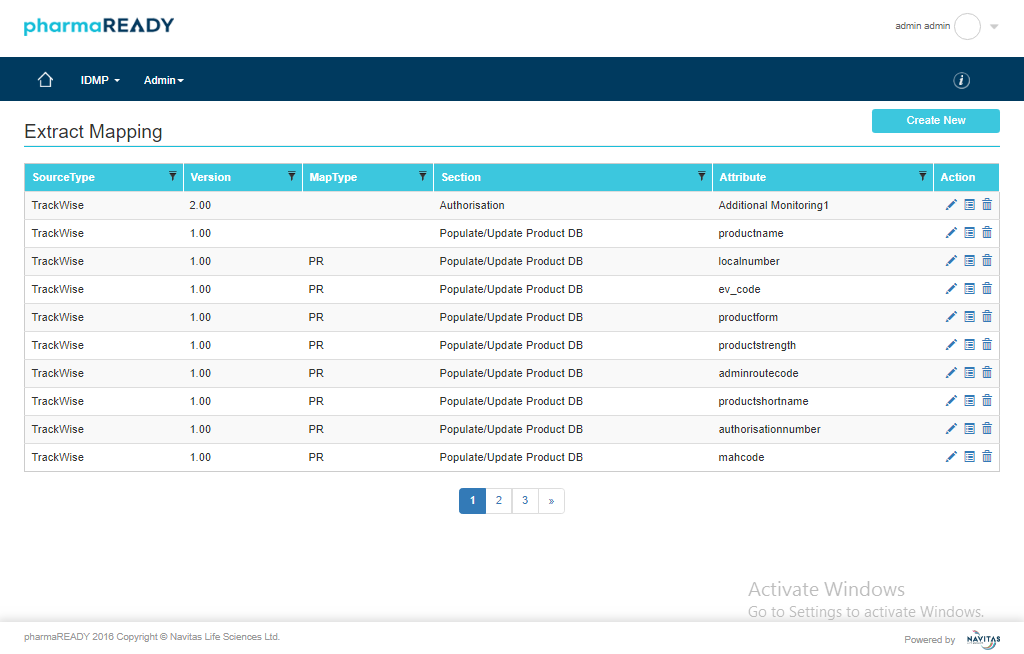 pharmaREADY
admin admin
IDMP Admin
Create New
Extract Mapping
SourceType Version MapType Section Attribute Action
TrackWise 2.00 Authorisation Additional Monitoring1
TrackWise 1.00 Populate/Update Product DB productname
TrackWise 1.00 PR Populate/Update Product DB localnumber
TrackWise 1.00 PR Populate/Update Product DB ev_code
TrackWise 1.00 PR Populate/Update Product DB productform
TrackWise 1.00 PR Populate/Update Product DB productstrength
TrackWise 1.00 PR Populate/Update Product DB adminroutecode
TrackWise 1.00 PR Populate/Update Product DB productshortname
TrackWise 1.00 PR Populate/Update Product DB authorisationnumber
TrackWise 1.00 PR Populate/Update Product DB mahcode
1 2 3 »
Activate Windows
Go to Settings to activate Windows.
pharmaREADY 2016 Copyright © Navitas Life Sciences Ltd.
Powered by NAVITAS